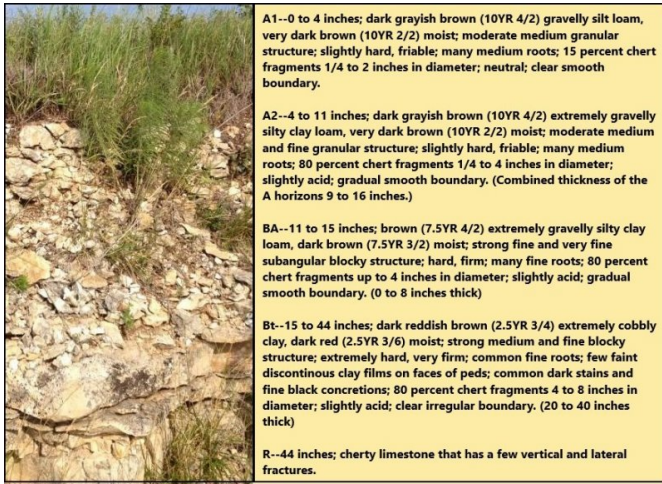 A1--0 to 4 inches; dark grayish brown (10YR 4/2) gravelly silt loam,
very dark brown (10YR 2/2) moist; moderate medium granular
structure; slightly hard, friable; many medium roots; 15 percent chert
fragments 1/4 to 2 inches in diameter; neutral; clear smooth
boundary.
A2--4 to 11 inches; dark grayish brown (10YR 4/2) extremely gravelly
silty clay loam, very dark brown (10YR 2/2) moist; moderate medium
and fine granular structure; slightly hard, friable; many medium
roots; 80 percent chert fragments 1/4 to 4 inches in diameter;
slightly acid; gradual smooth boundary. (Combined thickness of the
A horizons 9 to 16 inches.)
BA--11 to 15 inches; brown (7.5YR 4/2) extremely gravelly silty clay
loam, dark brown (7.5YR 3/2) moist; strong fine and very fine
subangular blocky structure; hard, firm; many fine roots; 80 percent
chert fragments up to 4 inches in diameter; slightly acid; gradual
smooth boundary. (0 to 8 inches thick)
Bt--15 to 44 inches; dark reddish brown (2.5YR 3/4) extremely cobbly
clay, dark red (2.5YR 3/6) moist; strong medium and fine blocky
structure; extremely hard, very firm; common fine roots; few faint
discontinous clay films on faces of peds; common dark stains and
fine black concretions; 80 percent chert fragments 4 to 8 inches in
diameter; slightly acid; clear irregular boundary. (20 to 40 inches
thick)
R--44 inches; cherty limestone that has a few vertical and lateral
fractures.